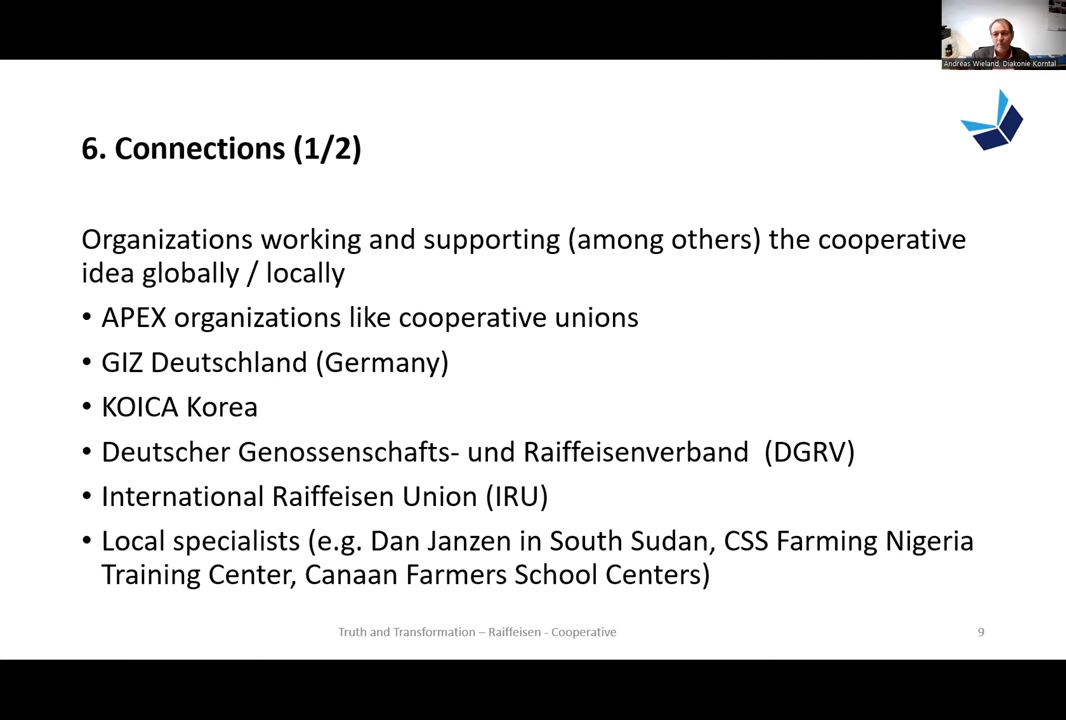 Andreas Wieland, Diakonie Korntal
6. Connections (1/2)
Organizations working and supporting (among others) the cooperative
idea globally / locally
• APEX organizations like cooperative unions
• GIZ Deutschland (Germany)
• KOICA Korea
• Deutscher Genossenschafts- und Raiffeisenverband (DGRV)
• International Raiffeisen Union (IRU)
• Local specialists (e.g. Dan Janzen in South Sudan, CSS Farming Nigeria
Training Center, Canaan Farmers School Centers)
Truth and Transformation – Raiffeisen - Cooperative
9